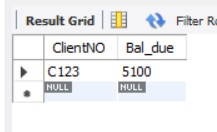 Result Grid Filter Ro
ClientNO Bal_due
C123 5100
NULL NULL